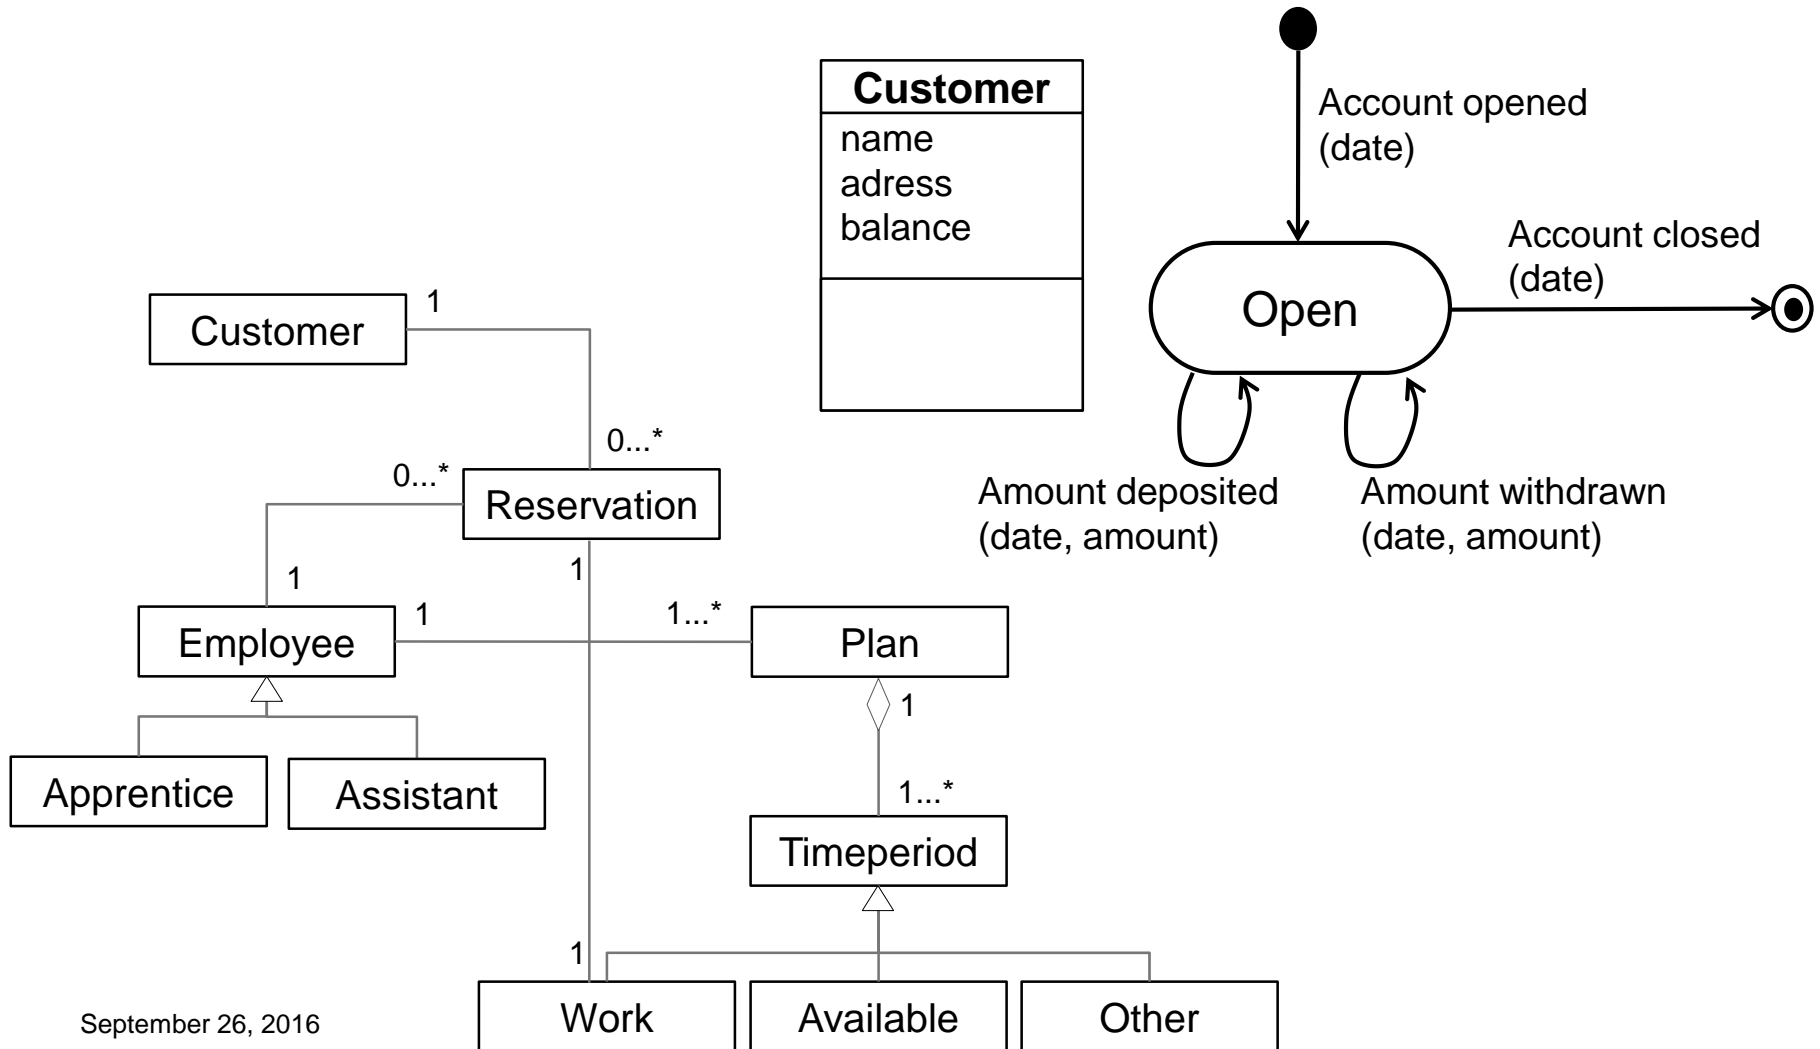 Customer
name
adress
balance
Account opened
(date)
Account closed
(date)
Open
Amount deposited
(date, amount)
Amount withdrawn
(date, amount)
Customer
1
0...*
0...*
Reservation
1
1
Employee
1
1...*
Plan
1
Apprentice
Assistant
1...*
Timeperiod
1
Work
Available
Other
September 26, 2016